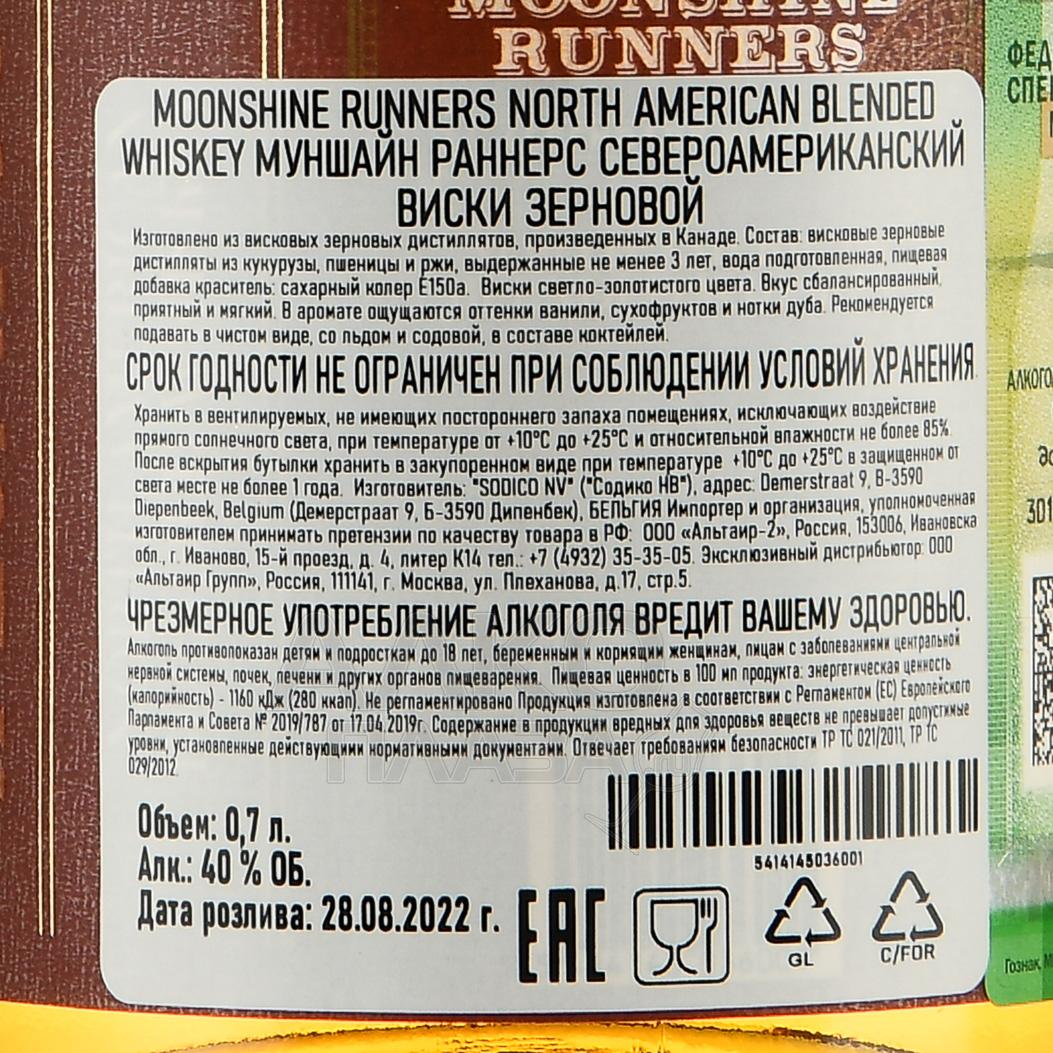 MOONSHINE
RUNNERS
MOONSHINE RUNNERS NORTH AMERICAN BLENDED
WHISKEY МУНШАЙН РАННЕРС СЕВЕРОАМЕРИКАНСКИЙ
ВИСКИ ЗЕРНОВОЙ
Изготовлено из висковых зерновых дистиллятов, произведенных в Канаде. Состав: висковые зерновые
дистилляты из кукурузы, пшеницы и ржи, выдержанные не менее 3 лет, вода подготовленная, пищевая
добавка краситель: сахарный колер Е150а. Виски светло-золотистого цвета. Вкус сбалансированный,
приятный и мягкий. В аромате ощущаются оттенки ванили, сухофруктов и нотки дуба. Рекомендуется
подавать в чистом виде, со льдом и содовой, в составе коктейлей.
СРОК ГОДНОСТИ НЕ ОГРАНИЧЕН ПРИ СОБЛЮДЕНИИ УСЛОВИЙ ХРАНЕНИЯ.
Хранить в вентилируемых, не имеющих постороннего запаха помещениях, исключающих воздействие
прямого солнечного света, при температуре от +10°С до +25°С и относительной влажности не более 85%.
После вскрытия бутылки хранить в закупоренном виде при температуре +10°С до +25°С в защищенном от
света месте не более 1 года. Изготовитель: "SODICO NV" ("Содико НВ"), адрес: Demerstraat 9, B-3590
Diepenbeek, Belgium (Демерстраат 9, Б-3590 Дипенбек), БЕЛЬГИЯ Импортер и организация, уполномоченная
изготовителем принимать претензии по качеству товара в РФ: ООО «Альтаир-2», Россия, 153006, Ивановска
обл., г. Иваново, 15-й проезд, д. 4, литер К14 тел.: +7 (4932) 35-35-05. Эксклюзивный дистрибьютор: ООО
«Альтаир Групп», Россия, 111141, г. Москва, ул. Плеханова, д.17, стр.5.
ЧРЕЗМЕРНОЕ УПОТРЕБЛЕНИЕ АЛКОГОЛЯ ВРЕДИТ ВАШЕМУ ЗДОРОВЬЮ.
Алкоголь противопоказан детям и подросткам до 18 лет, беременным и кормящим женщинам, лицам с заболеваниями центральной
нервной системы, почек, печени и других органов пищеварения. Пищевая ценность в 100 мл продукта: энергетическая ценность
(калорийность) - 1160 кДж (280 ккал). Не регламентировано Продукция изготовлена в соответствии с Регламентом (ЕС) Европейского
Парламента и Совета № 2019/787 от 17.04.2019г. Содержание в продукции вредных для здоровья веществ не превышает допустимые
уровни, установленные действующими нормативными документами. Отвечает требованиям безопасности ТР ТС 021/2011, ТР ТС
029/2012.
Объем: 0,7 л.
Алк.: 40 % ОБ.
Дата розлива: 28.08.2022 г.
5414145036001
EAC
GL
C/FOR
ФЕД
СПЕ
АЛКОГО
301
Гознак, М